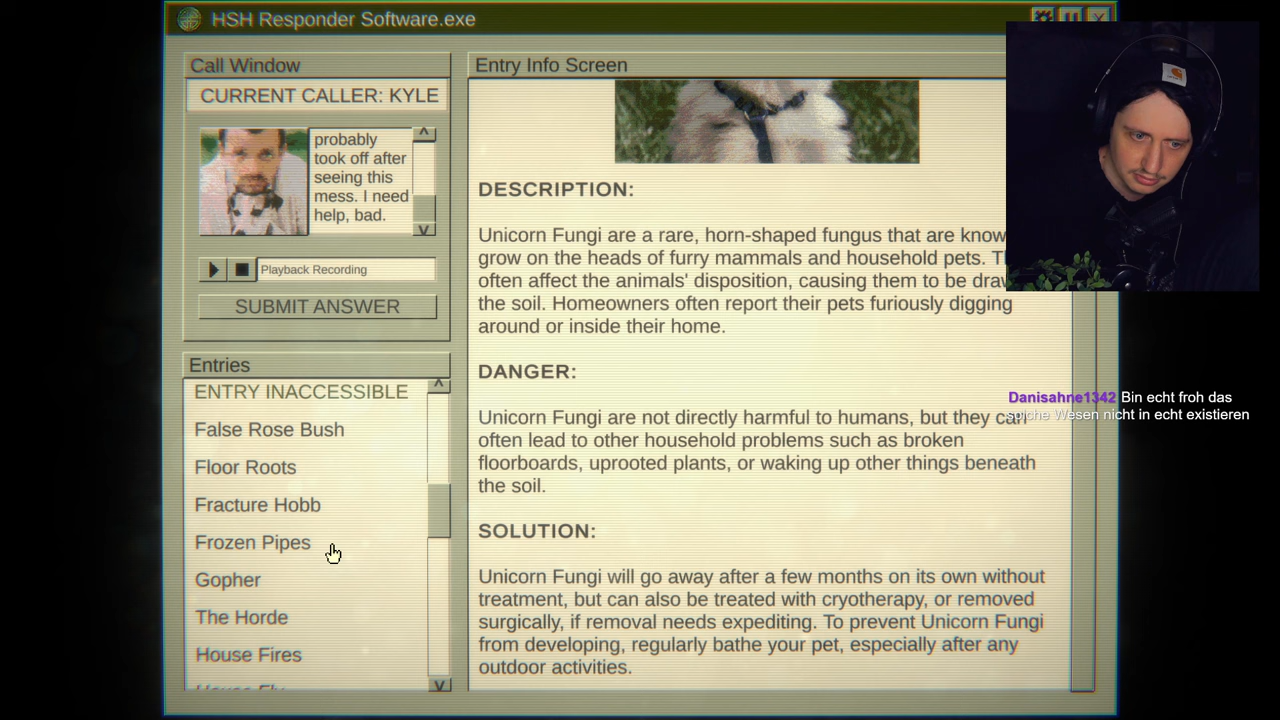 HSH Responder Software.exe
Call Window
CURRENT CALLER: KYLE
probably
took off after
seeing this
mess. I need
help, bad.
Playback Recording
SUBMIT ANSWER
Entries
ENTRY INACCESSIBLE
False Rose Bush
Floor Roots
Fracture Hobb
Frozen Pipes
Gopher
The Horde
House Fires
House Fly
Entry Info Screen
DESCRIPTION:
Unicorn Fungi are a rare, horn-shaped fungus that are know
grow on the heads of furry mammals and household pets.
often affect the animals' disposition, causing them to be
the soil. Homeowners often report their pets furiously digging
around or inside their home.
DANGER:
Unicorn Fungi are not directly harmful to humans, but they can
often lead to other household problems such as broken
floorboards, uprooted plants, or waking up other things beneath
the soil.
SOLUTION:
Unicorn Fungi will go away after a few months on its own without
treatment, but can also be treated with cryotherapy, or removed
surgically, if removal needs expediting. To prevent Unicorn Fungi
from developing, regularly bathe your pet, especially after any
outdoor activities.
Danisahne1342 Bin echt froh das
solche Wesen nicht in echt existieren